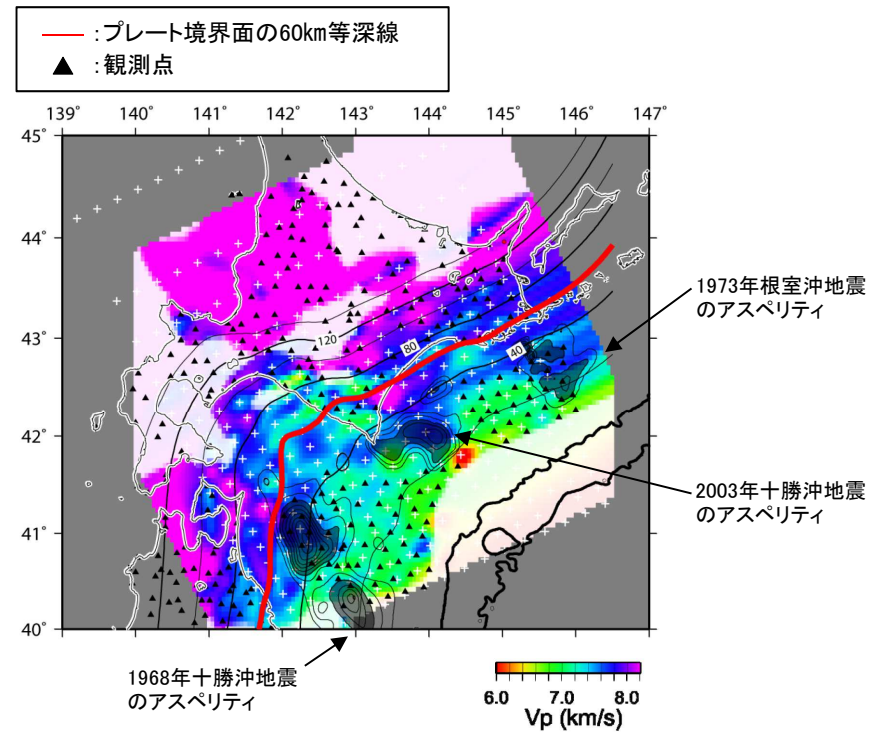 :プレート境界面の60km等深線
:観測点
139° 140° 141° 142° 143° 144° 145° 146° 147°
45°
44°
43°
42°
41°
40°
120
80
40
1973年根室沖地震
のアスペリティ
2003年十勝沖地震
のアスペリティ
1968年十勝沖地震
のアスペリティ
6.0 7.0 8.0
Vp (km/s)